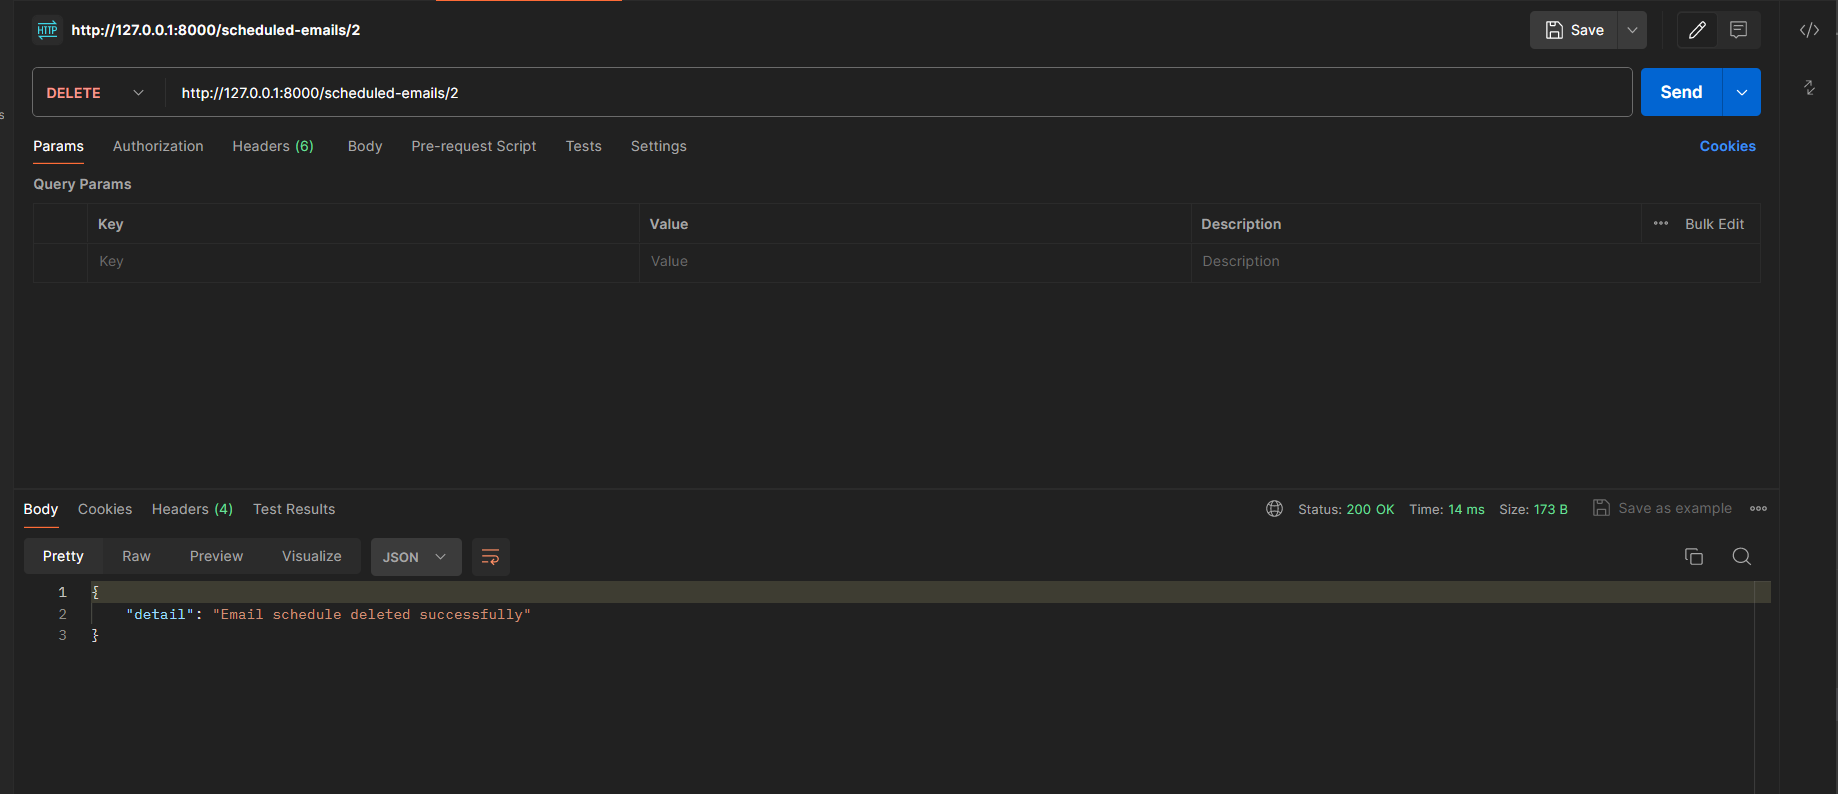 HTTP http://127.0.0.1:8000/scheduled-emails/2 Save
DELETE http://127.0.0.1:8000/scheduled-emails/2 Send
s
Params Authorization Headers (6) Body Pre-request Script Tests Settings Cookies
Query Params
Key Value Description Bulk Edit
Key Value Description
Body Cookies Headers (4) Test Results Status: 200 OK Time: 14 ms Size: 173 B Save as example
Pretty Raw Preview Visualize JSON
1 {
2 "detail": "Email schedule deleted successfully"
3 }